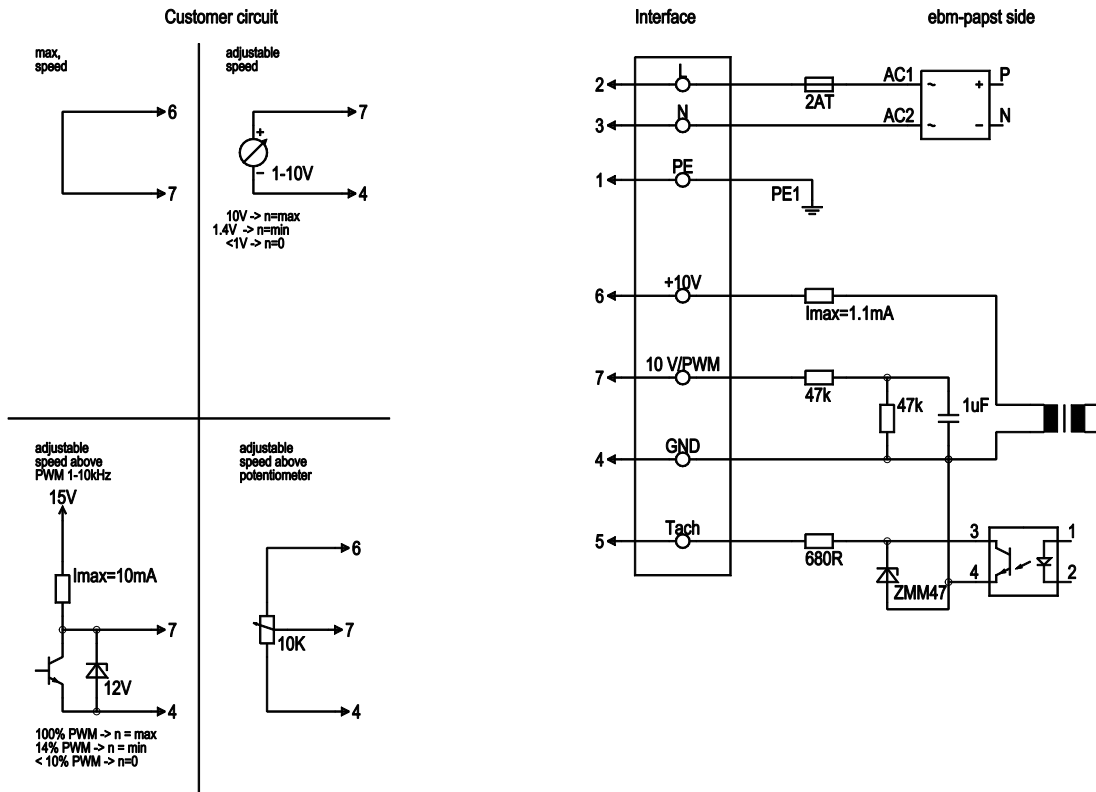 Customer circuit
Interface
ebm-papst side
max,
speed
6
7
adjustable
speed
7
+
1-10V
−
4
10V -> n=max
1.4V -> n=min
<1V -> n=0
adjustable
speed above
PWM 1-10kHz
15V
Imax=10mA
7
12V
4
100% PWM -> n = max
14% PWM -> n = min
< 10% PWM -> n=0
adjustable
speed above
potentiometer
6
7
10K
4
2
L
2AT
AC1
~
+
P
3
N
AC2
~
−
N
1
PE
PE1
6
+10V
Imax=1.1mA
7
10 V/PWM
47k
47k
1uF
4
GND
5
Tach
680R
ZMM47
3
1
4
2